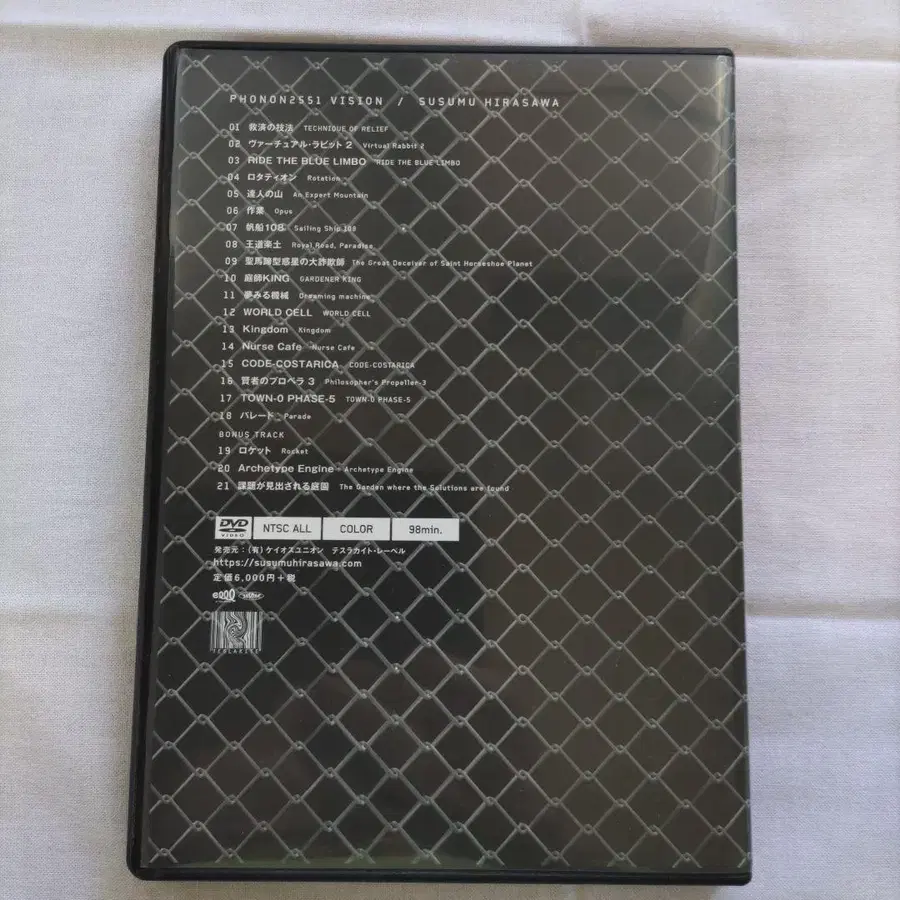 PHONON2551 VISION / SUSUMU HIRASAWA
01 救済の技法 TECHNIQUE OF RELIEF
02 ヴァーチュアル・ラビット 2 Virtual Rabbit 2
03 RIDE THE BLUE LIMBO RIDE THE BLUE LIMBO
04 ロタティオン Rotation
05 達人の山 An Expert Mountain
06 作業 Opus
07 帆船108 Sailing Ship 108
08 王道楽土 Royal Road, Paradise
09 聖馬蹄型惑星の大詐欺師 The Great Deceiver of Saint Horseshoe Planet
10 庭師KING GARDENER KING
11 夢みる機械 Dreaming machine
12 WORLD CELL WORLD CELL
13 Kingdom Kingdom
14 Nurse Cafe Nurse Cafe
15 CODE-COSTARICA CODE-COSTARICA
16 賢者のプロペラ 3 Philosopher's Propeller-3
17 TOWN-0 PHASE-5 TOWN-0 PHASE-5
18 パレード Parade
BONUS TRACK
19 ロケット Rocket
20 Archetype Engine Archetype Engine
21 課題が見出される庭園 The Garden where the Solutions are found
DVD VIDEO NTSC ALL COLOR 98min.
発売元:(有)ケイオスユニオン テスラカイト・レーベル
https://susumuhirasawa.com
定価6,000円+税
TESLAKITE